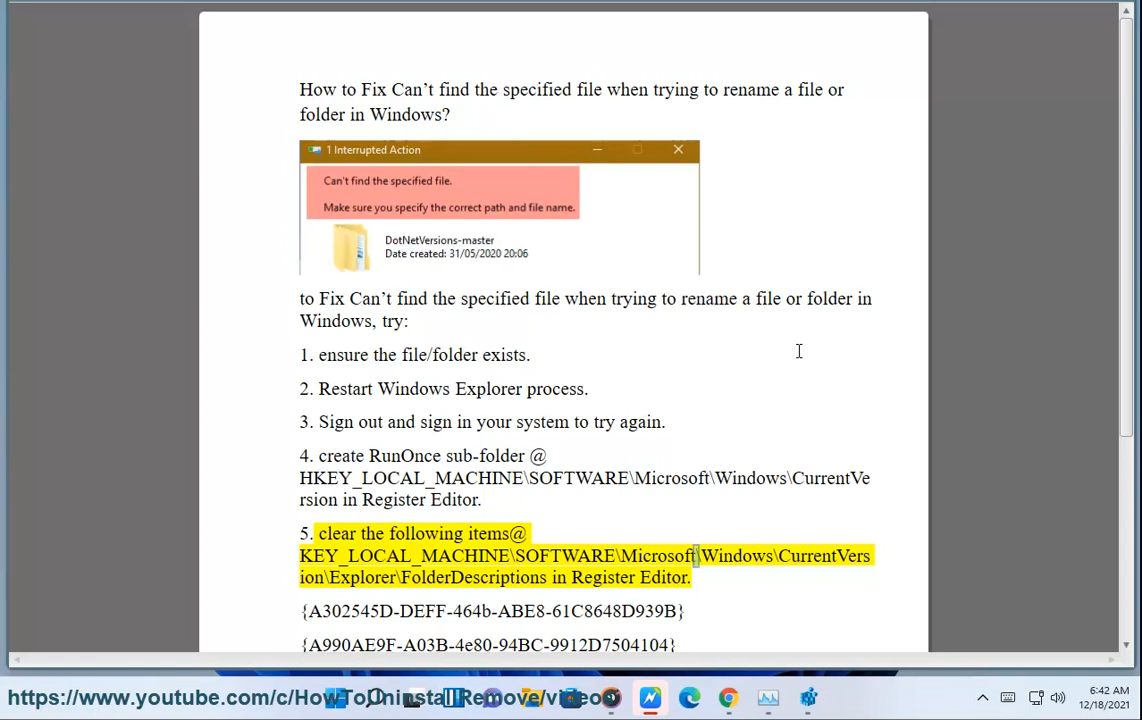 How to Fix Can’t find the specified file when trying to rename a file or
folder in Windows?
1 Interrupted Action
Can't find the specified file.
Make sure you specify the correct path and file name.
DotNetVersions-master
Date created: 31/05/2020 20:06
to Fix Can’t find the specified file when trying to rename a file or folder in
Windows, try:
1. ensure the file/folder exists.
2. Restart Windows Explorer process.
3. Sign out and sign in your system to try again.
4. create RunOnce sub-folder @
HKEY_LOCAL_MACHINE\SOFTWARE\Microsoft\Windows\CurrentVe
rsion in Register Editor.
5. clear the following items@
KEY_LOCAL_MACHINE\SOFTWARE\Microsoft\Windows\CurrentVers
ion\Explorer\FolderDescriptions in Register Editor.
{A302545D-DEFF-464b-ABE8-61C8648D939B}
{A990AE9F-A03B-4e80-94BC-9912D7504104}
https://www.youtube.com/c/HowToUninstallRemove/videos
6:42 AM
12/18/2021